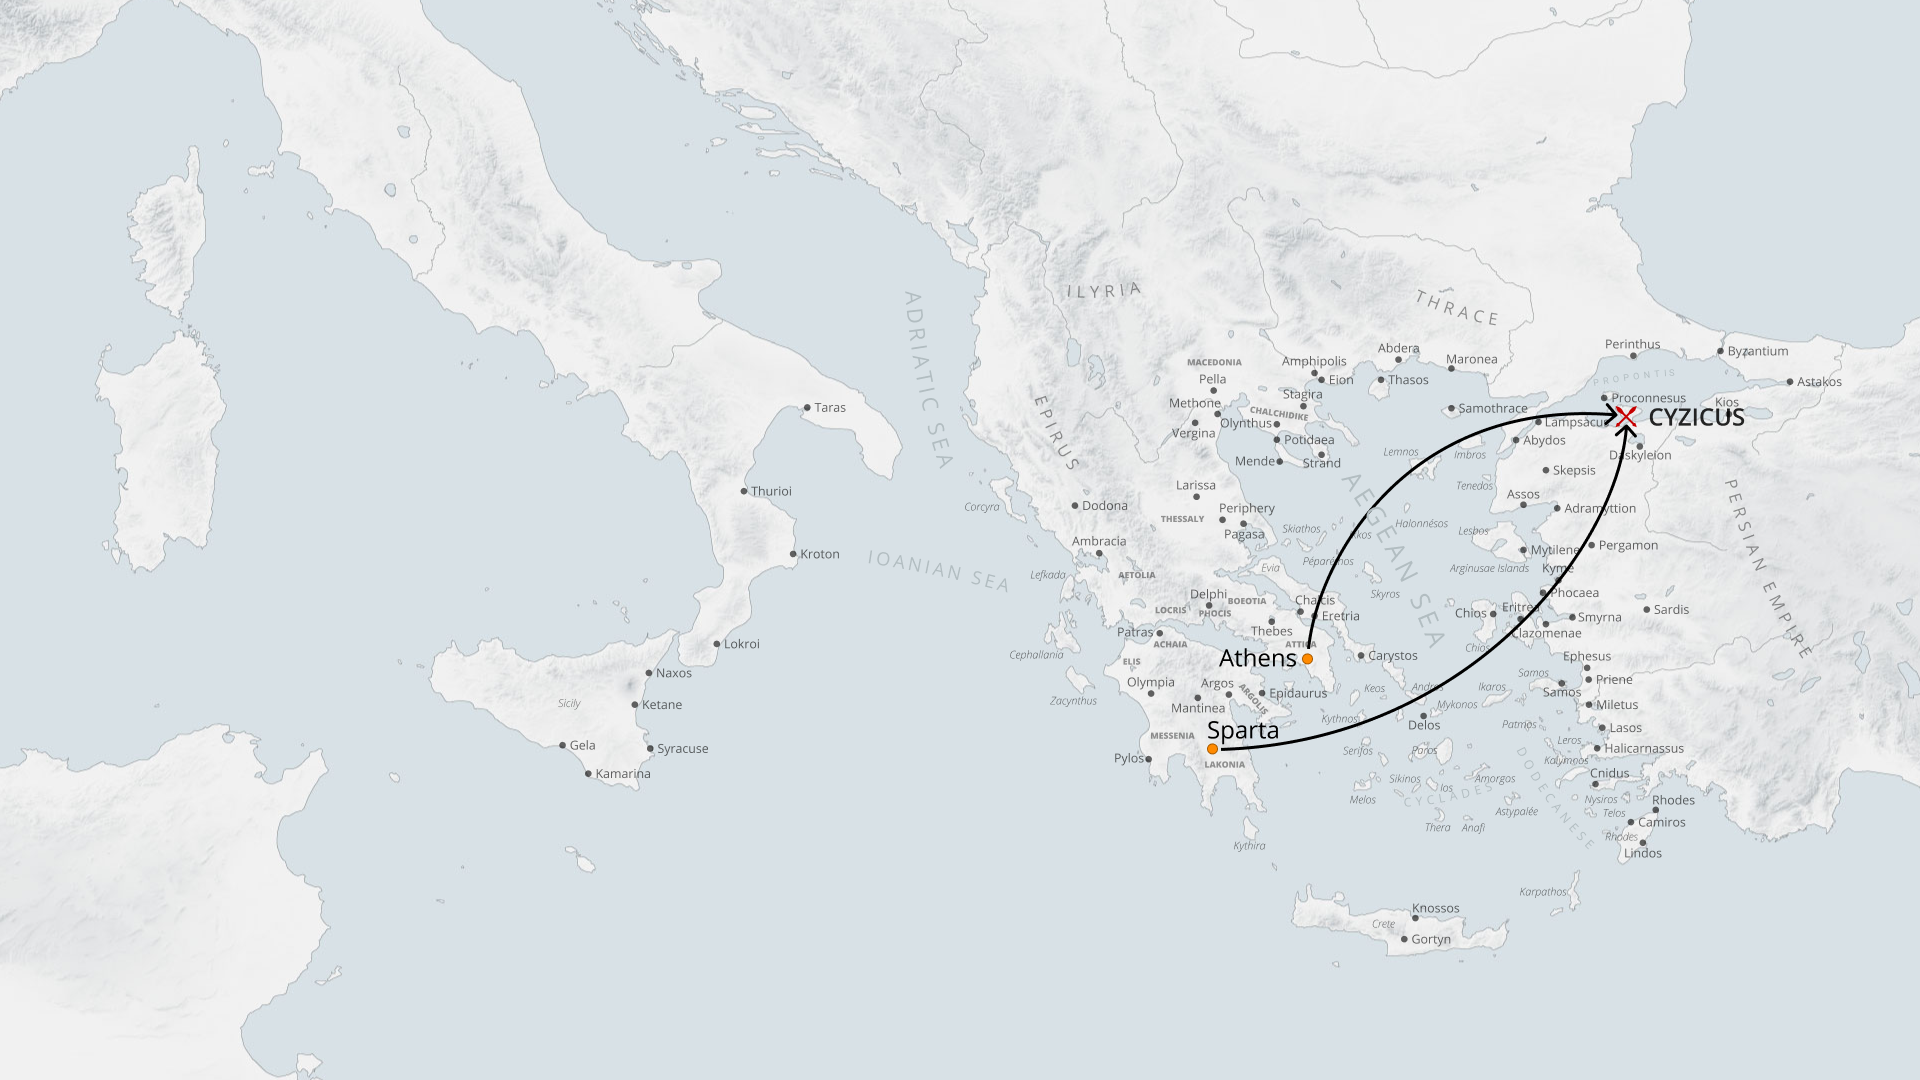 ILYRIA
THRACE
ADRIATIC SEA
EPIRUS
IOANIAN SEA
AEGEAN SEA
PERSIAN EMPIRE
PROPONTIS
CYCLADES
DODECANESE
MACEDONIA
Pella
Methone
Vergina
Amphipolis
Eion
Stagira
CHALCHIDIKE
Olynthus
Potidaea
Mende
Strand
Abdera
Thasos
Maronea
Samothrace
Perinthus
Byzantium
Astakos
Kios
Proconnesus
CYZICUS
Lampsacus
Abydos
Daskyleion
Skepsis
Assos
Adramyttion
Lemnos
Imbros
Tenedos
Halonnésos
Lesbos
Mytilene
Pergamon
Arginusae Islands
Kyme
Phocaea
Sardis
Chios
Eritrea
Smyrna
Clazomenae
Chios
Ephesus
Samos
Samos
Priene
Ikaros
Miletus
Patmos
Lasos
Leros
Halicarnassus
Kalymnos
Cnidus
Nysiros
Telos
Rhodes
Camiros
Rhodes
Lindos
Karpathos
Larissa
THESSALY
Periphery
Pagasa
Skiathos
Ikos
Péparéthos
Skyros
Evia
Dodona
Corcyra
Ambracia
Lefkada
AETOLIA
Delphi
LOCRIS
PHOCIS
BOEOTIA
Thebes
Chalcis
Eretria
ATTICA
Athens
Carystos
Patras
ACHAIA
Cephallania
ELIS
Olympia
Zacynthus
Argos
Mantinea
ARGOLIS
Epidaurus
Sparta
MESSENIA
LAKONIA
Pylos
Kythira
Keos
Andros
Kythnos
Mykonos
Delos
Serifos
Paros
Sikinos
Ios
Amorgos
Melos
Thera
Anafi
Astypalée
Knossos
Crete
Gortyn
Taras
Thurioi
Kroton
Lokroi
Naxos
Sicily
Ketane
Gela
Syracuse
Kamarina